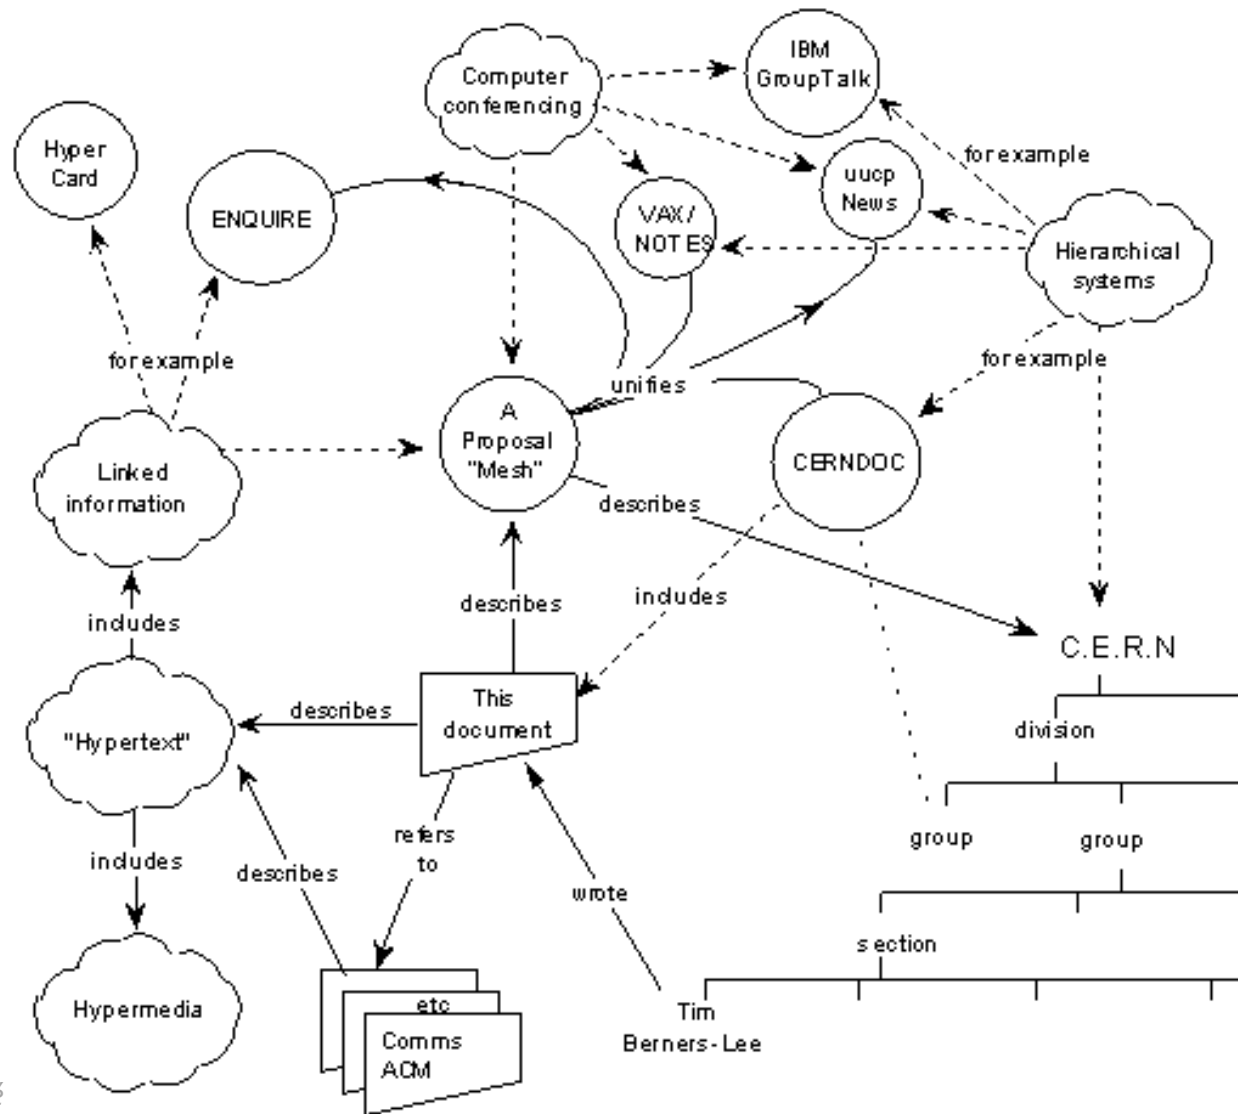 IBM
GroupTalk
Computer
conferencing
Hyper
Card
for example
uucp
News
ENQUIRE
VAX/
NOTES
Hierarchical
systems
for example
for example
unifies
A
Proposal
"Mesh"
CERNDOC
Linked
information
describes
includes
describes
includes
C.E.R.N
This
document
describes
"Hypertext"
division
refers
to
group
group
includes
describes
wrote
section
Hypermedia
etc
Comms
ACM
Tim
Berners-Lee